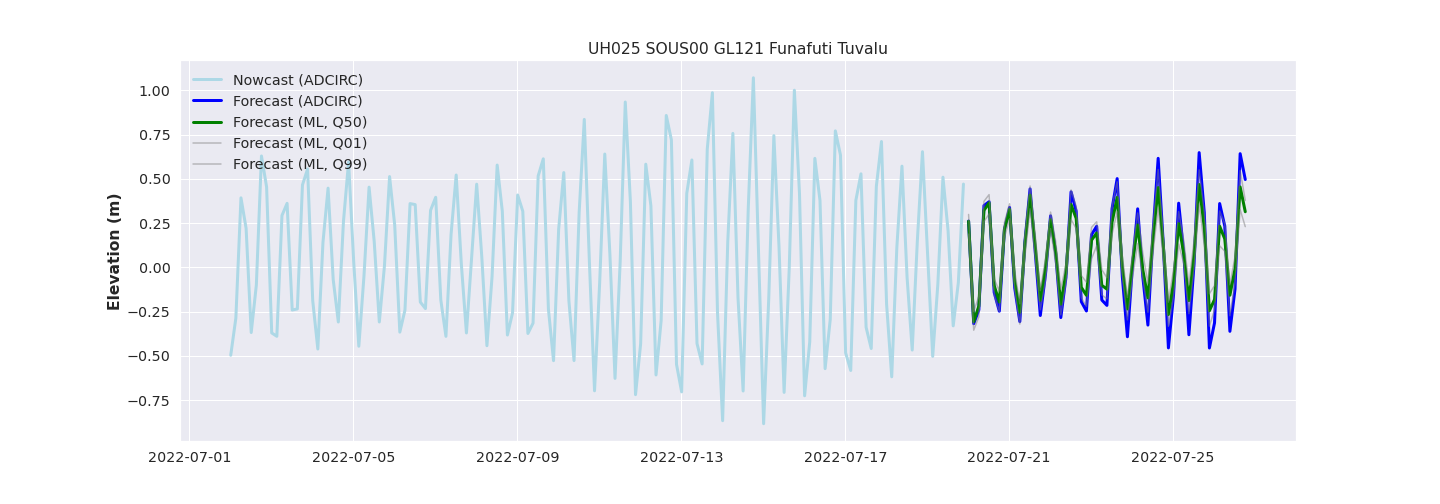 UH025 SOUS00 GL121 Funafuti Tuvalu
Nowcast (ADCIRC)
Forecast (ADCIRC)
Forecast (ML, Q50)
Forecast (ML, Q01)
Forecast (ML, Q99)
Elevation (m)
1.00
0.75
0.50
0.25
0.00
−0.25
−0.50
−0.75
2022-07-01 2022-07-05 2022-07-09 2022-07-13 2022-07-17 2022-07-21 2022-07-25